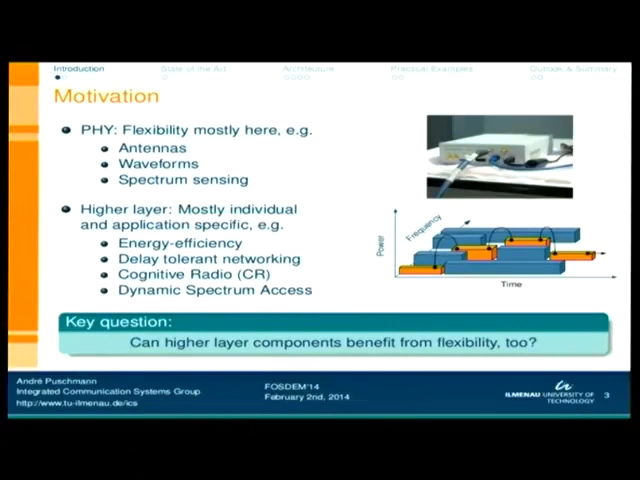 Introduction
State of the Art
Architecture
Practical Examples
Outlook & Summary
Motivation
PHY: Flexibility mostly here, e.g.
Antennas
Waveforms
Spectrum sensing
Higher layer: Mostly individual
and application specific, e.g.
Energy-efficiency
Delay tolerant networking
Cognitive Radio (CR)
Dynamic Spectrum Access
Power
Frequency
Time
Key question:
Can higher layer components benefit from flexibility, too?
André Puschmann
Integrated Communication Systems Group
http://www.tu-ilmenau.de/ics
FOSDEM'14
February 2nd, 2014
ILMENAU UNIVERSITY OF
TECHNOLOGY
3